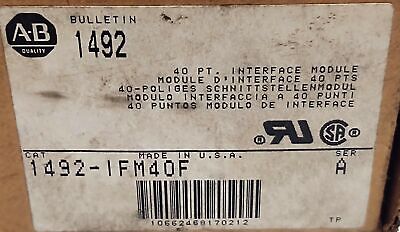 A-B
QUALITY
BULLETIN
1492
40 PT. INTERFACE MODULE
MODULE D'INTERFACE 40 PTS
40-POLIGES SCHNITTSTELLENMODUL
MODULO INTERFACCIA A 40 PUNTI
40 PUNTOS MODULO DE INTERFACE
CAT
MADE IN U.S.A.
SER
1492-IFM40F
A
10662468170212
TP